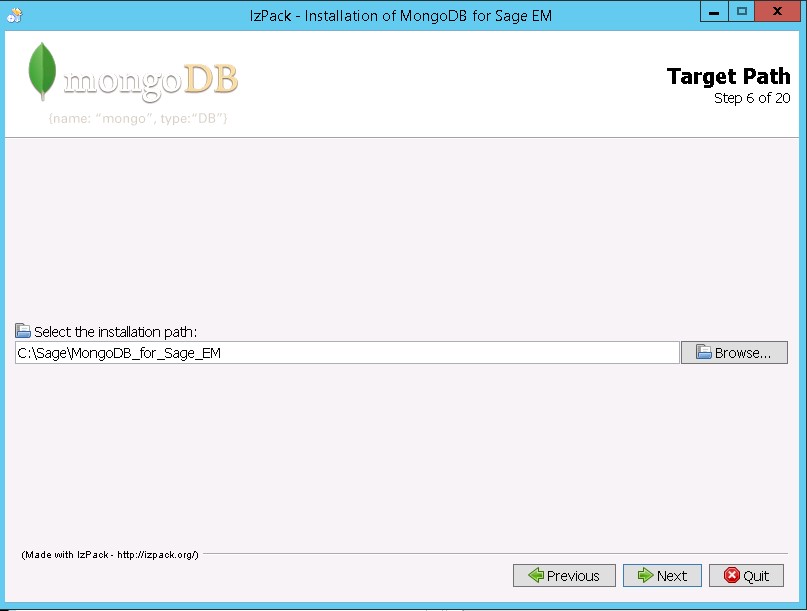 IzPack - Installation of MongoDB for Sage EM
mongoDB
{name: "mongo", type:"DB"}
Target Path
Step 6 of 20
Select the installation path:
C:\Sage\MongoDB_for_Sage_EM
Browse...
(Made with IzPack - http://izpack.org/)
Previous
Next
Quit